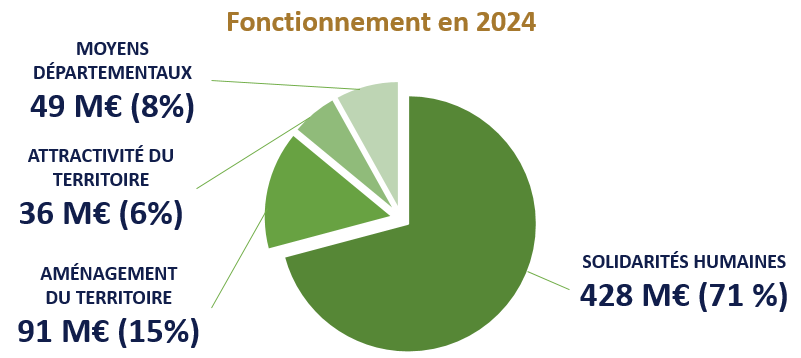 Fonctionnement en 2024
MOYENS
DÉPARTEMENTAUX
49 M€ (8%)
ATTRACTIVITÉ DU
TERRITOIRE
36 M€ (6%)
AMÉNAGEMENT
DU TERRITOIRE
91 M€ (15%)
SOLIDARITÉS HUMAINES
428 M€ (71 %)